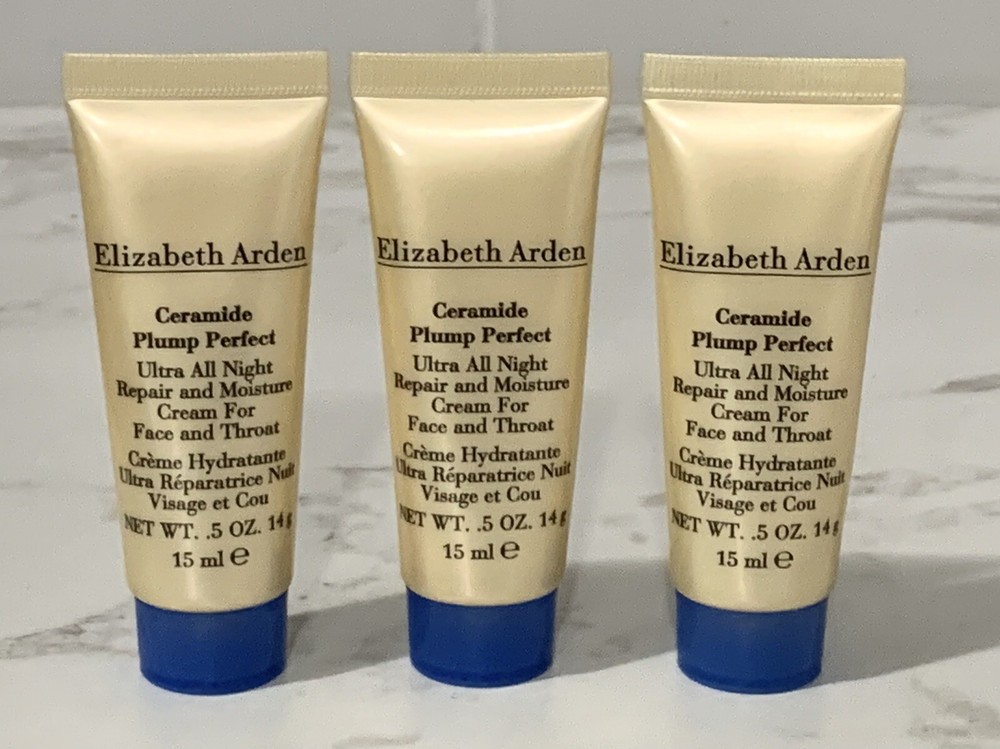 Elizabeth Arden
Ceramide
Plump Perfect
Ultra All Night
Repair and Moisture
Cream For
Face and Throat
Crème Hydratante
Ultra Réparatrice Nuit
Visage et Cou
NET WT. .5 OZ. 14 g
15 ml ℮
Elizabeth Arden
Ceramide
Plump Perfect
Ultra All Night
Repair and Moisture
Cream For
Face and Throat
Crème Hydratante
Ultra Réparatrice Nuit
Visage et Cou
NET WT. .5 OZ. 14 g
15 ml ℮
Elizabeth Arden
Ceramide
Plump Perfect
Ultra All Night
Repair and Moisture
Cream For
Face and Throat
Crème Hydratante
Ultra Réparatrice Nuit
Visage et Cou
NET WT. .5 OZ. 14 g
15 ml ℮